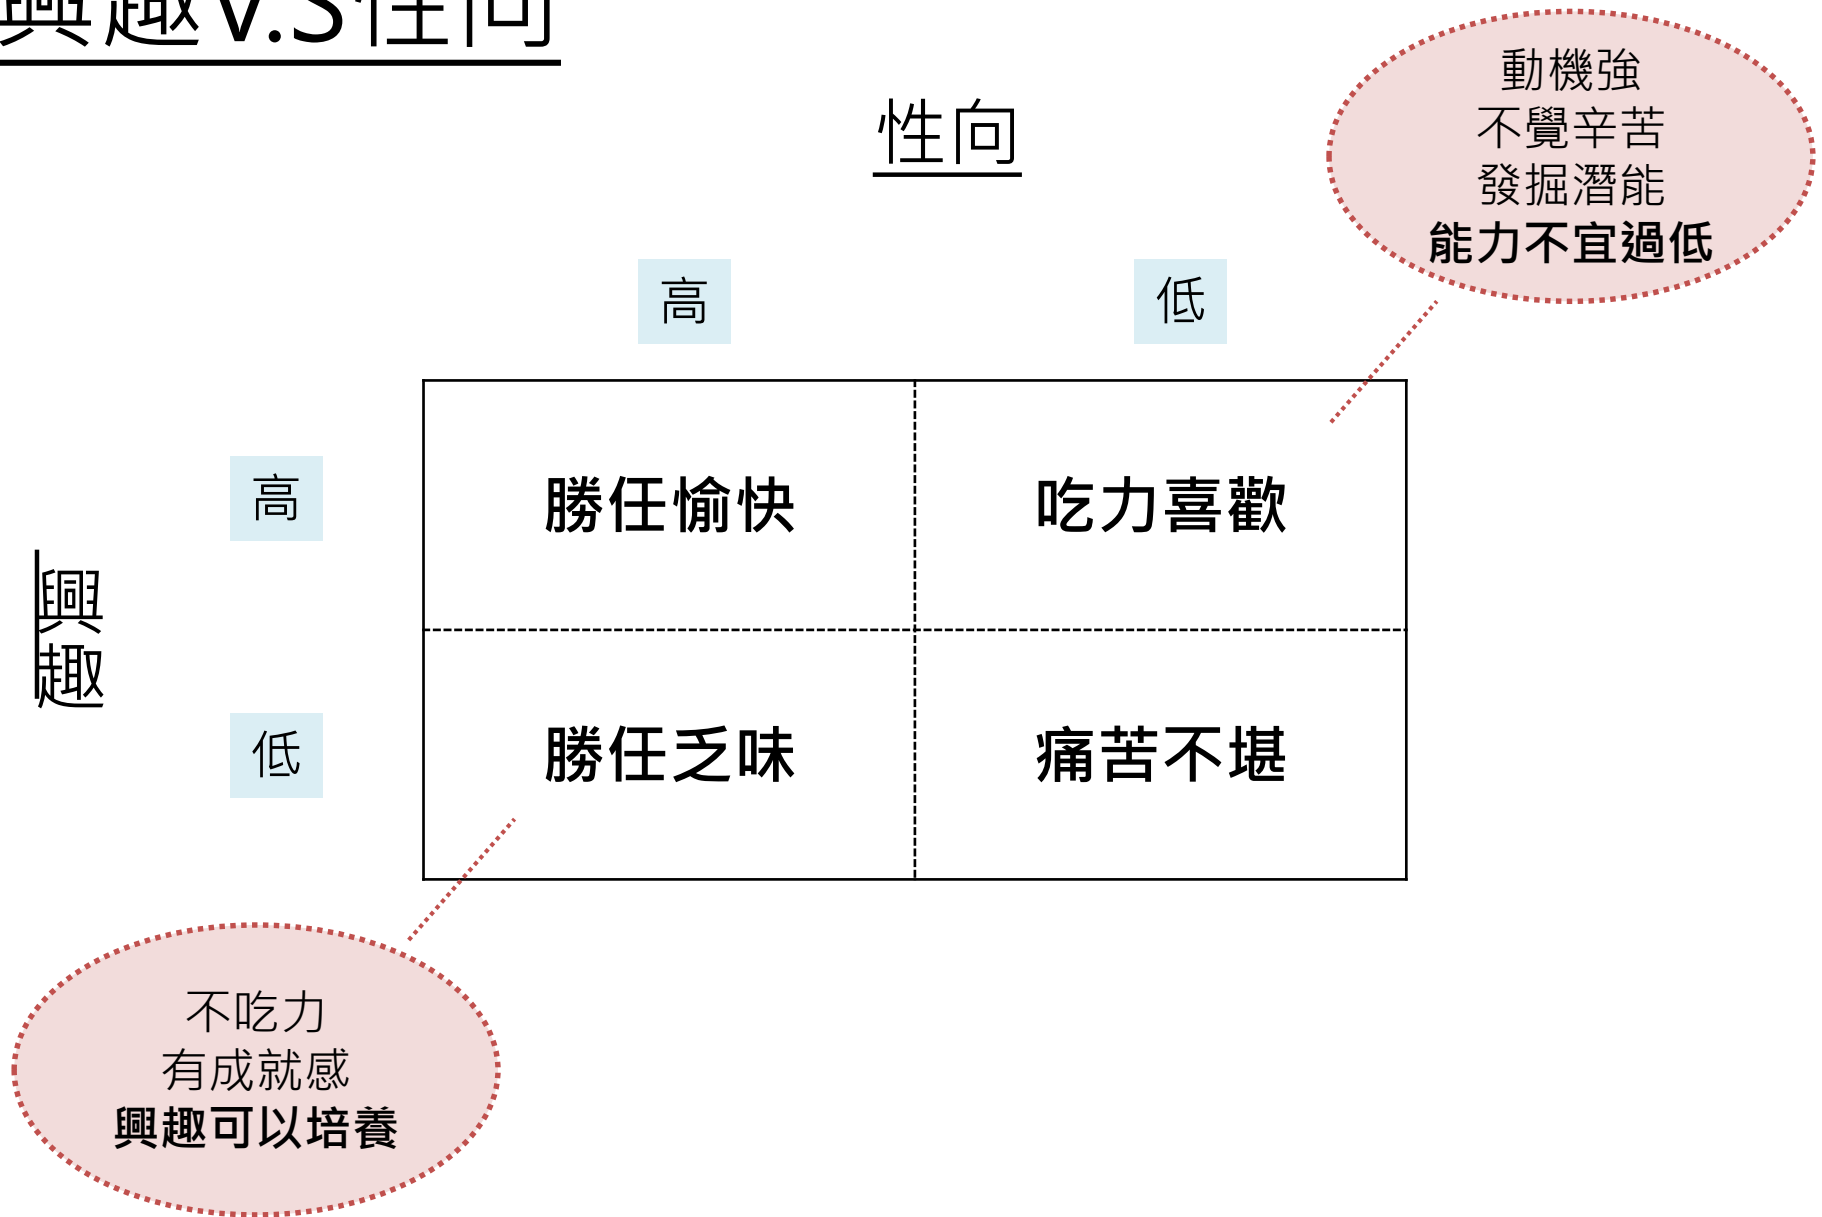 興趣V.S性向
性向
動機強
不覺辛苦
發掘潛能
能力不宜過低
高
低
興趣
高
勝任愉快
吃力喜歡
低
勝任乏味
痛苦不堪
不吃力
有成就感
興趣可以培養